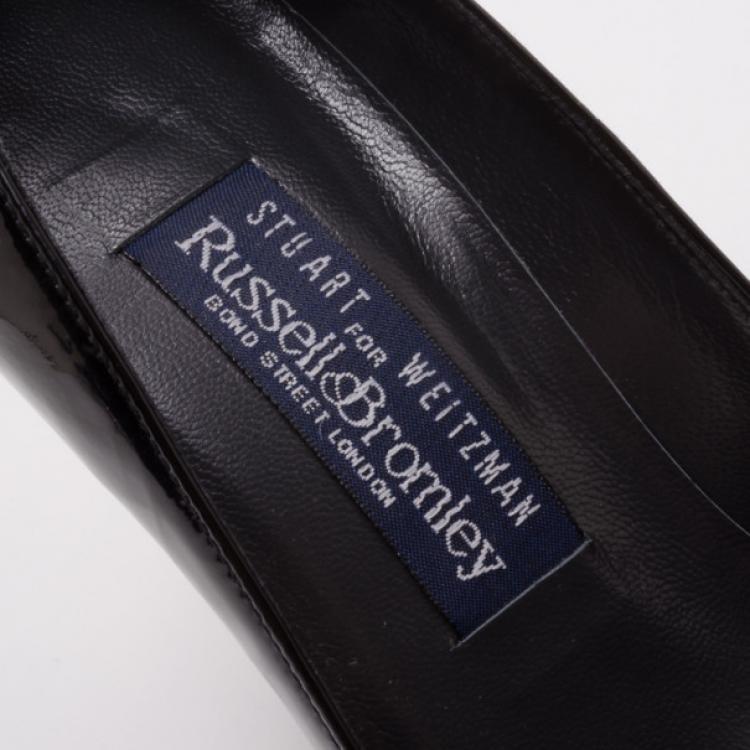 STUART WEITZMAN
FOR
Russell & Bromley
BOND STREET LONDON